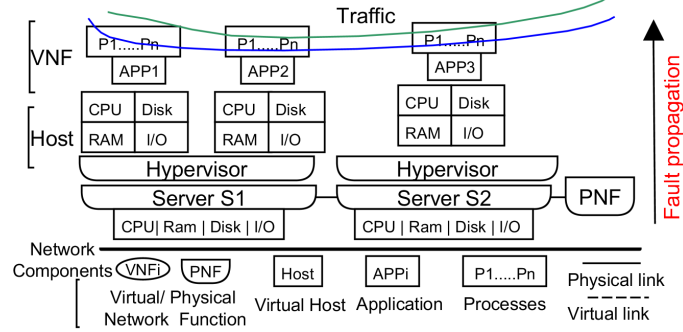 Traffic
VNF
P1.....Pn
P1.....Pn
P1.....Pn
APP1
APP2
APP3
Host
CPU Disk
RAM I/O
CPU Disk
RAM I/O
CPU Disk
RAM I/O
Hypervisor
Hypervisor
Server S1
Server S2
PNF
CPU| Ram | Disk | I/O
CPU | Ram | Disk | I/O
Fault propagation
Network
Components
VNFi
PNF
Host
APPi
P1.....Pn
Physical link
Virtual/ Physical
Network Function
Virtual Host
Application
Processes
Virtual link